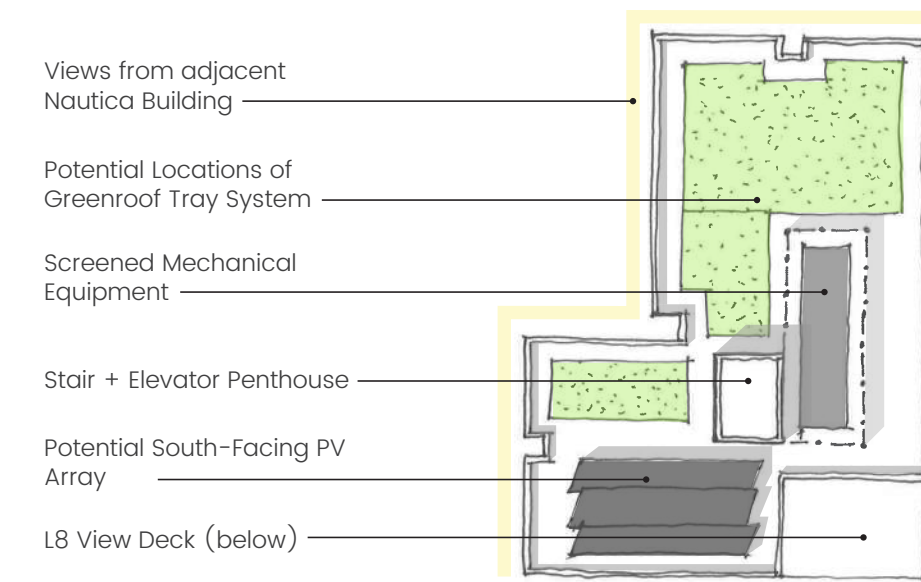 Views from adjacent
Nautica Building
Potential Locations of
Greenroof Tray System
Screened Mechanical
Equipment
Stair + Elevator Penthouse
Potential South-Facing PV
Array
L8 View Deck (below)